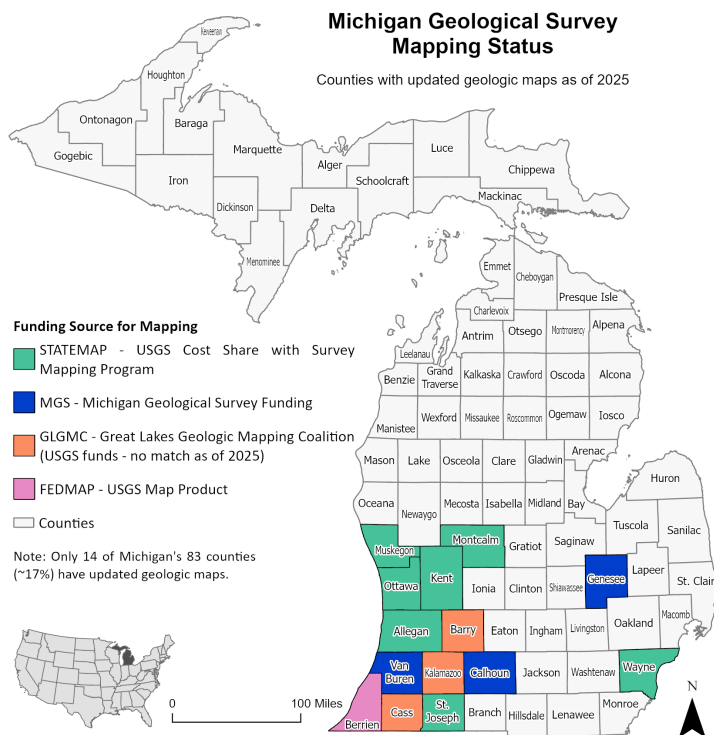 Michigan Geological Survey
Mapping Status
Counties with updated geologic maps as of 2025
Keweenaw
Houghton
Ontonagon
Baraga
Gogebic
Marquette
Iron
Dickinson
Menominee
Alger
Delta
Schoolcraft
Luce
Chippewa
Mackinac
Emmet
Cheboygan
Presque Isle
Charlevoix
Antrim
Otsego
Montmorency
Alpena
Leelanau
Benzie
Grand
Traverse
Kalkaska
Crawford
Oscoda
Alcona
Manistee
Wexford
Missaukee
Roscommon
Ogemaw
Iosco
Mason
Lake
Osceola
Clare
Gladwin
Arenac
Oceana
Newaygo
Mecosta
Isabella
Midland
Bay
Huron
Tuscola
Sanilac
Muskegon
Montcalm
Gratiot
Saginaw
Ottawa
Kent
Ionia
Clinton
Shiawassee
Genesee
Lapeer
St. Clair
Allegan
Barry
Eaton
Ingham
Livingston
Oakland
Macomb
Van
Buren
Kalamazoo
Calhoun
Jackson
Washtenaw
Wayne
Berrien
Cass
St.
Joseph
Branch
Hillsdale
Lenawee
Monroe
Funding Source for Mapping
STATEMAP - USGS Cost Share with Survey
Mapping Program
MGS - Michigan Geological Survey Funding
GLGMC - Great Lakes Geologic Mapping Coalition
(USGS funds - no match as of 2025)
FEDMAP - USGS Map Product
Counties
Note: Only 14 of Michigan's 83 counties
(~17%) have updated geologic maps.
0 100 Miles
N